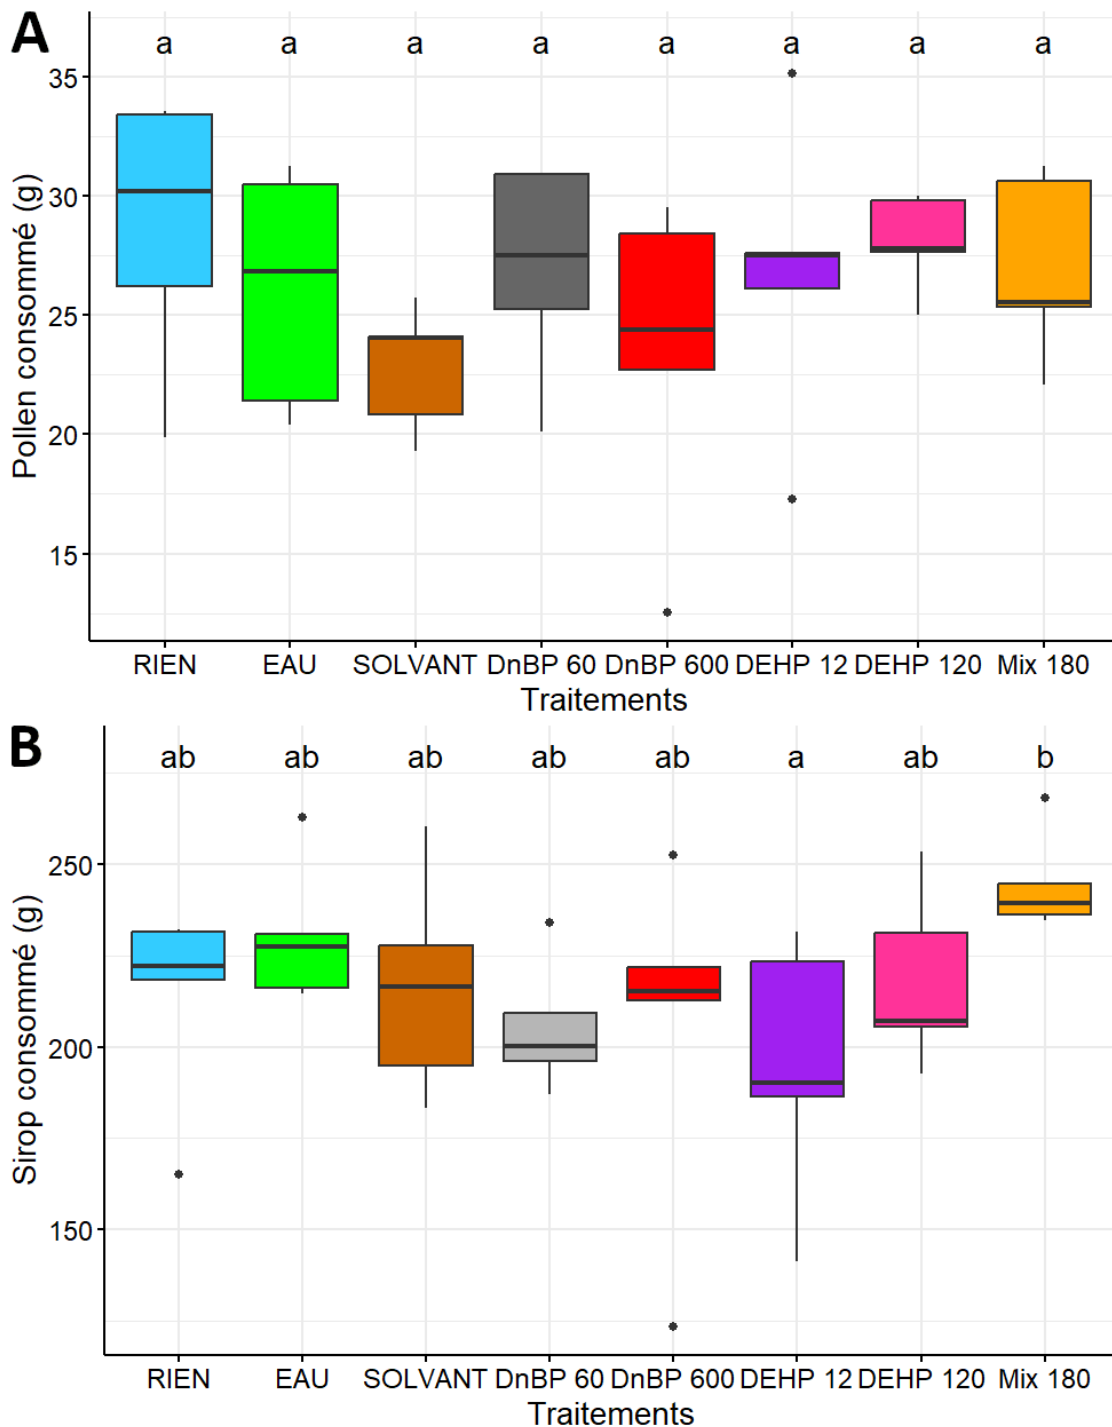 A
a a a a a a a a
35
30
25
20
15
Pollen consommé (g)
RIEN EAU SOLVANT DnBP 60 DnBP 600 DEHP 12 DEHP 120 Mix 180
Traitements
B
ab ab ab ab ab a ab b
250
200
150
Sirop consommé (g)
RIEN EAU SOLVANT DnBP 60 DnBP 600 DEHP 12 DEHP 120 Mix 180
Traitements